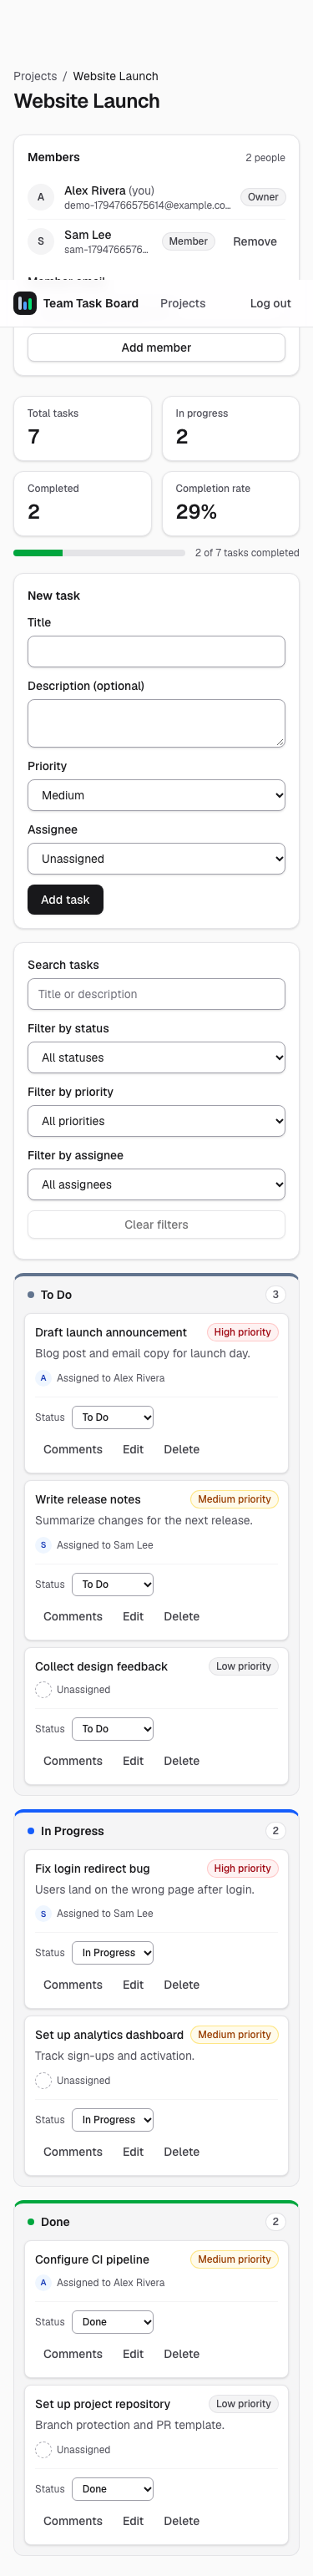 Projects / Website Launch
Website Launch
Members
2 people
A
Alex Rivera (you)
demo-1794766575614@example.co...
Owner
S
Sam Lee
sam-1794766576...
Member
Remove
Team Task Board
Projects
Log out
Add member
Total tasks
7
In progress
2
Completed
2
Completion rate
29%
2 of 7 tasks completed
New task
Title
Description (optional)
Priority
Medium
Assignee
Unassigned
Add task
Search tasks
Title or description
Filter by status
All statuses
Filter by priority
All priorities
Filter by assignee
All assignees
Clear filters
To Do
3
Draft launch announcement
High priority
Blog post and email copy for launch day.
A
Assigned to Alex Rivera
Status
To Do
Comments
Edit
Delete
Write release notes
Medium priority
Summarize changes for the next release.
S
Assigned to Sam Lee
Status
To Do
Comments
Edit
Delete
Collect design feedback
Low priority
Unassigned
Status
To Do
Comments
Edit
Delete
In Progress
2
Fix login redirect bug
High priority
Users land on the wrong page after login.
S
Assigned to Sam Lee
Status
In Progress
Comments
Edit
Delete
Set up analytics dashboard
Medium priority
Track sign-ups and activation.
Unassigned
Status
In Progress
Comments
Edit
Delete
Done
2
Configure CI pipeline
Medium priority
A
Assigned to Alex Rivera
Status
Done
Comments
Edit
Delete
Set up project repository
Low priority
Branch protection and PR template.
Unassigned
Status
Done
Comments
Edit
Delete